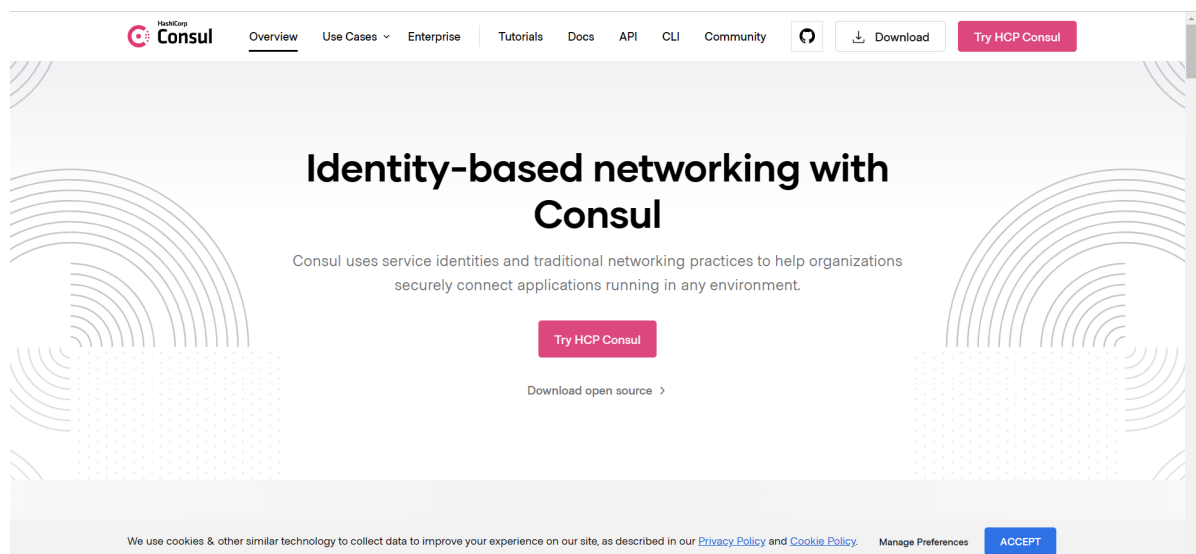 HashiCorp
Consul
Overview Use Cases Enterprise Tutorials Docs API CLI Community Download Try HCP Consul
Identity-based networking with
Consul
Consul uses service identities and traditional networking practices to help organizations
securely connect applications running in any environment.
Try HCP Consul
Download open source
We use cookies & other similar technology to collect data to improve your experience on our site, as described in our Privacy Policy and Cookie Policy. Manage Preferences ACCEPT